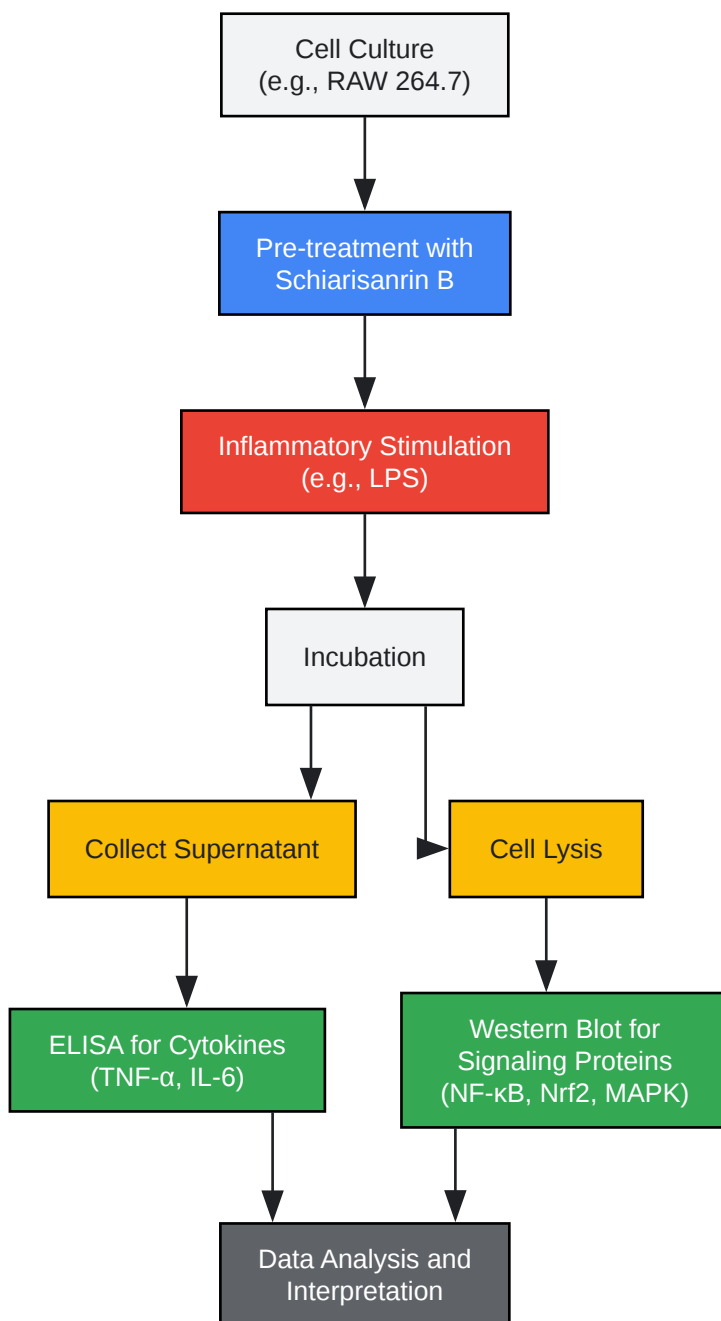 Cell Culture
(e.g., RAW 264.7)
Pre-treatment with
Schiarisanrin B
Inflammatory Stimulation
(e.g., LPS)
Incubation
Collect Supernatant
Cell Lysis
ELISA for Cytokines
(TNF-α, IL-6)
Western Blot for
Signaling Proteins
(NF-κB, Nrf2, MAPK)
Data Analysis and
Interpretation